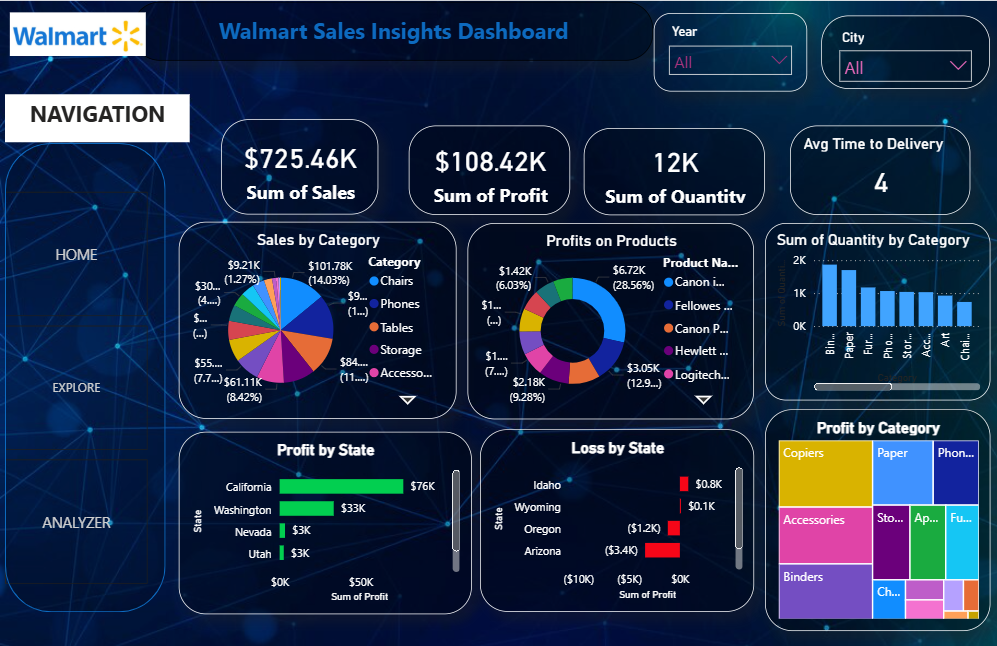 Walmart
Walmart Sales Insights Dashboard
Year
All
City
All
NAVIGATION
HOME
EXPLORE
ANALYZER
$725.46K
Sum of Sales
$108.42K
Sum of Profit
12K
Sum of Quantity
Avg Time to Delivery
4
Sales by Category
$9.21K
(1.27%)
$101.78K
(14.03%)
$30...
(4....)
$9...
(1...)
$...
(...)
$84....
(11....)
$55....
(7.7...)
$61.11K
(8.42%)
Category
Chairs
Phones
Tables
Storage
Accesso...
Profits on Products
$1.42K
(6.03%)
$6.72K
(28.56%)
$1...
(...)
$1....
(7....)
$3.05K
(12.9...)
$2.18K
(9.28%)
Product Na...
Canon i...
Fellowes ...
Canon P...
Hewlett ...
Logitech...
Sum of Quantity by Category
2K
1K
0K
Sum of Quantity
Bin...
Paper
Fur...
Pho...
Stor...
Acc...
Art
Chai...
Category
Profit by State
State
California
$76K
Washington
$33K
Nevada
$3K
Utah
$3K
$0K
$50K
Sum of Profit
Loss by State
State
Idaho
$0.8K
Wyoming
$0.1K
Oregon
($1.2K)
Arizona
($3.4K)
($10K)
($5K)
$0K
Sum of Profit
Profit by Category
Copiers
Paper
Phon...
Accessories
Sto...
Ap...
Fu...
Binders
Ch...